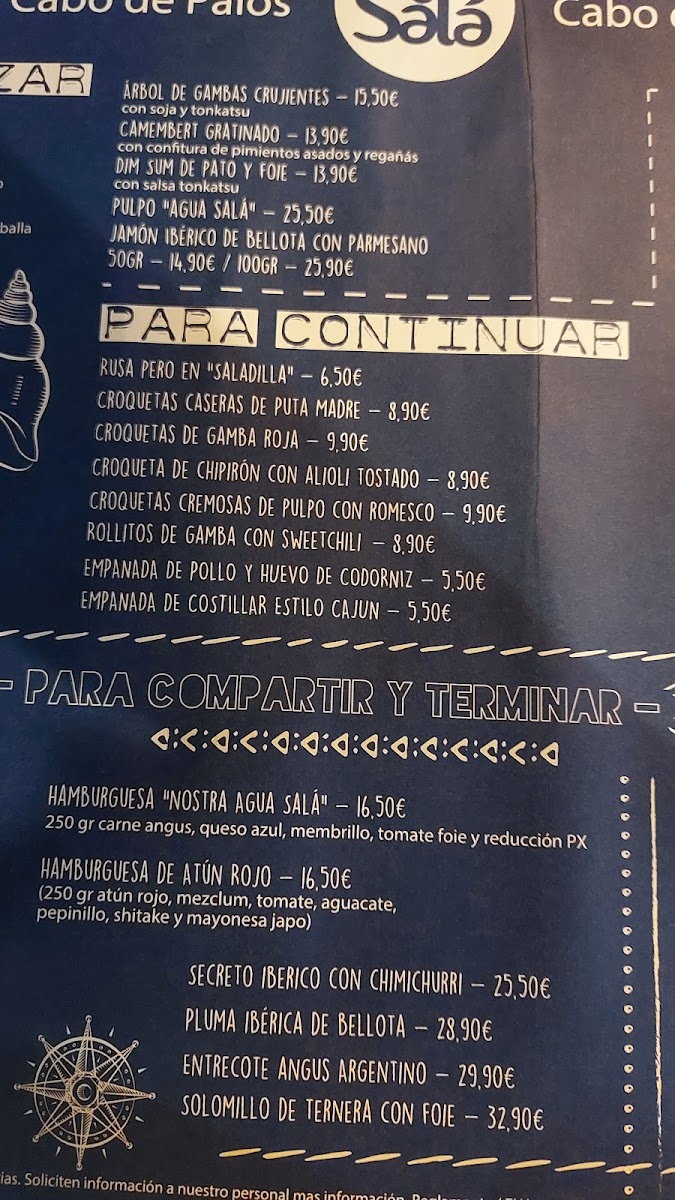 Cabo de Palos
Salá
Cabo
ZAR
ÁRBOL DE GAMBAS CRUJIENTES – 15,50€
con soja y tonkatsu
CAMEMBERT GRATINADO – 13,90€
con confitura de pimientos asados y regañás
DIM SUM DE PATO Y FOIE – 13,90€
con salsa tonkatsu
PULPO "AGUA SALÁ" – 25,50€
JAMÓN IBÉRICO DE BELLOTA CON PARMESANO
50GR – 14,90€ / 100GR – 25,90€
balla
PARA CONTINUAR
RUSA PERO EN "SALADILLA" – 6,50€
CROQUETAS CASERAS DE PUTA MADRE – 8,90€
CROQUETAS DE GAMBA ROJA – 9,90€
CROQUETA DE CHIPIRÓN CON ALIOLI TOSTADO – 8,90€
CROQUETAS CREMOSAS DE PULPO CON ROMESCO – 9,90€
ROLLITOS DE GAMBA CON SWEETCHILI – 8,90€
EMPANADA DE POLLO Y HUEVO DE CODORNIZ – 5,50€
EMPANADA DE COSTILLAR ESTILO CAJUN – 5,50€
– PARA COMPARTIR Y TERMINAR –
HAMBURGUESA "NOSTRA AGUA SALÁ" – 16,50€
250 gr carne angus, queso azul, membrillo, tomate foie y reducción PX
HAMBURGUESA DE ATÚN ROJO – 16,50€
(250 gr atún rojo, mezclum, tomate, aguacate,
pepinillo, shitake y mayonesa japo)
SECRETO IBERICO CON CHIMICHURRI – 25,50€
PLUMA IBÉRICA DE BELLOTA – 28,90€
ENTRECOTE ANGUS ARGENTINO – 29,90€
SOLOMILLO DE TERNERA CON FOIE – 32,90€
ias. Soliciten información a nuestro personal mas información.